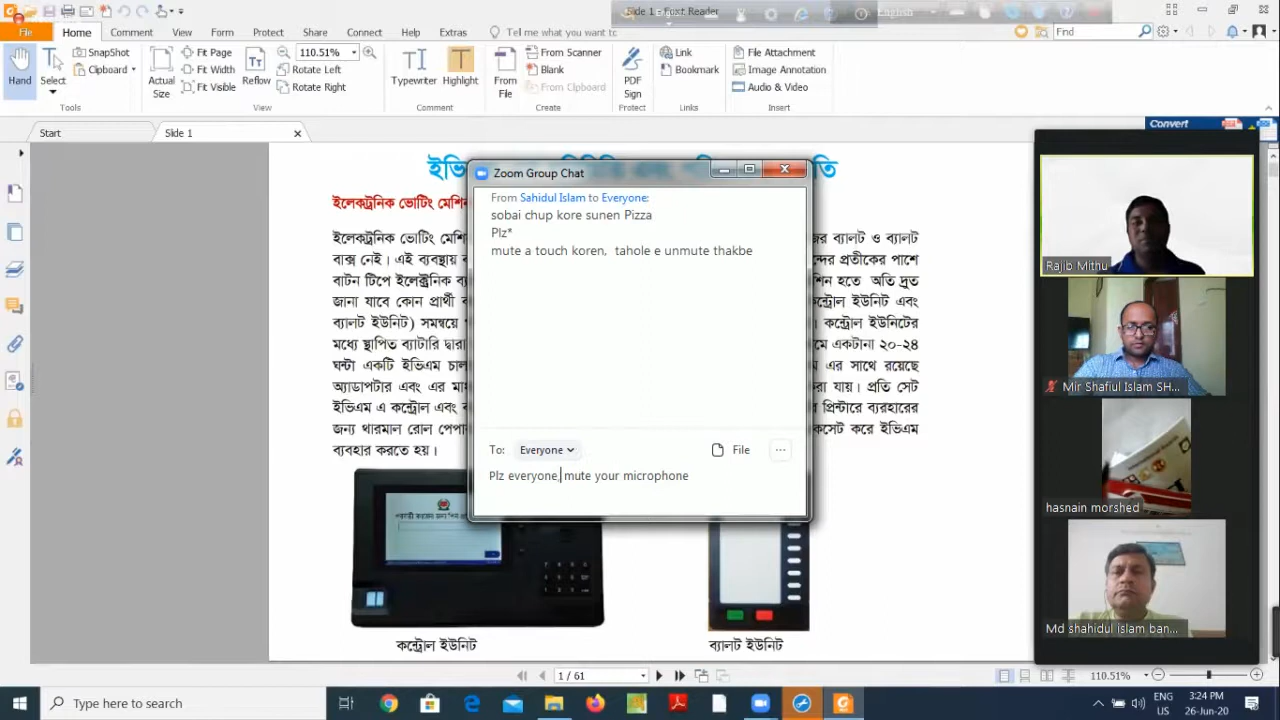 Slide 1 - Foxit Reader
English
File
Home
Comment
View
Form
Protect
Share
Connect
Help
Extras
Tell me what you want to
Find
Hand
Select
SnapShot
Clipboard
Tools
Actual
Size
Fit Page
Fit Width
Fit Visible
Reflow
110.51%
Rotate Left
Rotate Right
View
Typewriter
Highlight
Comment
From
File
From Scanner
Blank
From Clipboard
Create
PDF
Sign
Protect
Link
Bookmark
Links
File Attachment
Image Annotation
Audio & Video
Insert
Start
Slide 1
Convert
ইলেকট্রনিক ভোটিং মেশি
ইলেকট্রনিক ভোটিং মেশি
র ব্যালট ও ব্যালট
বাক্স নেই। এই ব্যবস্থায়
ন্দের প্রতীকের পাশে
বাটন টিপে ইলেক্ট্রনিক ব্য
শিন হতে অতি দ্রুত
জানা যাবে কোন প্রার্থী
ন্ট্রোল ইউনিট এবং
ব্যালট ইউনিট) সমন্বয়ে
। কন্ট্রোল ইউনিটের
মধ্যে স্থাপিত ব্যাটারি দ্বারা
মে একটানা ২০-২৪
ঘন্টা একটি ইভিএম চাল
ম এর সাথে রয়েছে
অ্যাডপটার এবং এর মাধ
রা যায়। প্রতি সেট
ইভিএম এ কন্ট্রোল এবং
প্রিন্টারে ব্যরহারের
জন্য থারমাল রোল পেপার
কসেট করে ইভিএম
ব্যবহার করতে হয়।
Zoom Group Chat
From Sahidul Islam to Everyone:
sobai chup kore sunen Pizza
Plz*
mute a touch koren, tahole e unmute thakbe
To: Everyone
File
Plz everyone, mute your microphone
কন্ট্রোল ইউনিট
ব্যালট ইউনিট
Rajib Mithu
Mir Shafiul Islam SH...
hasnain morshed
Md shahidul islam ban...
1 / 61
110.51%
Type here to search
ENG
US
3:24 PM
26-Jun-20